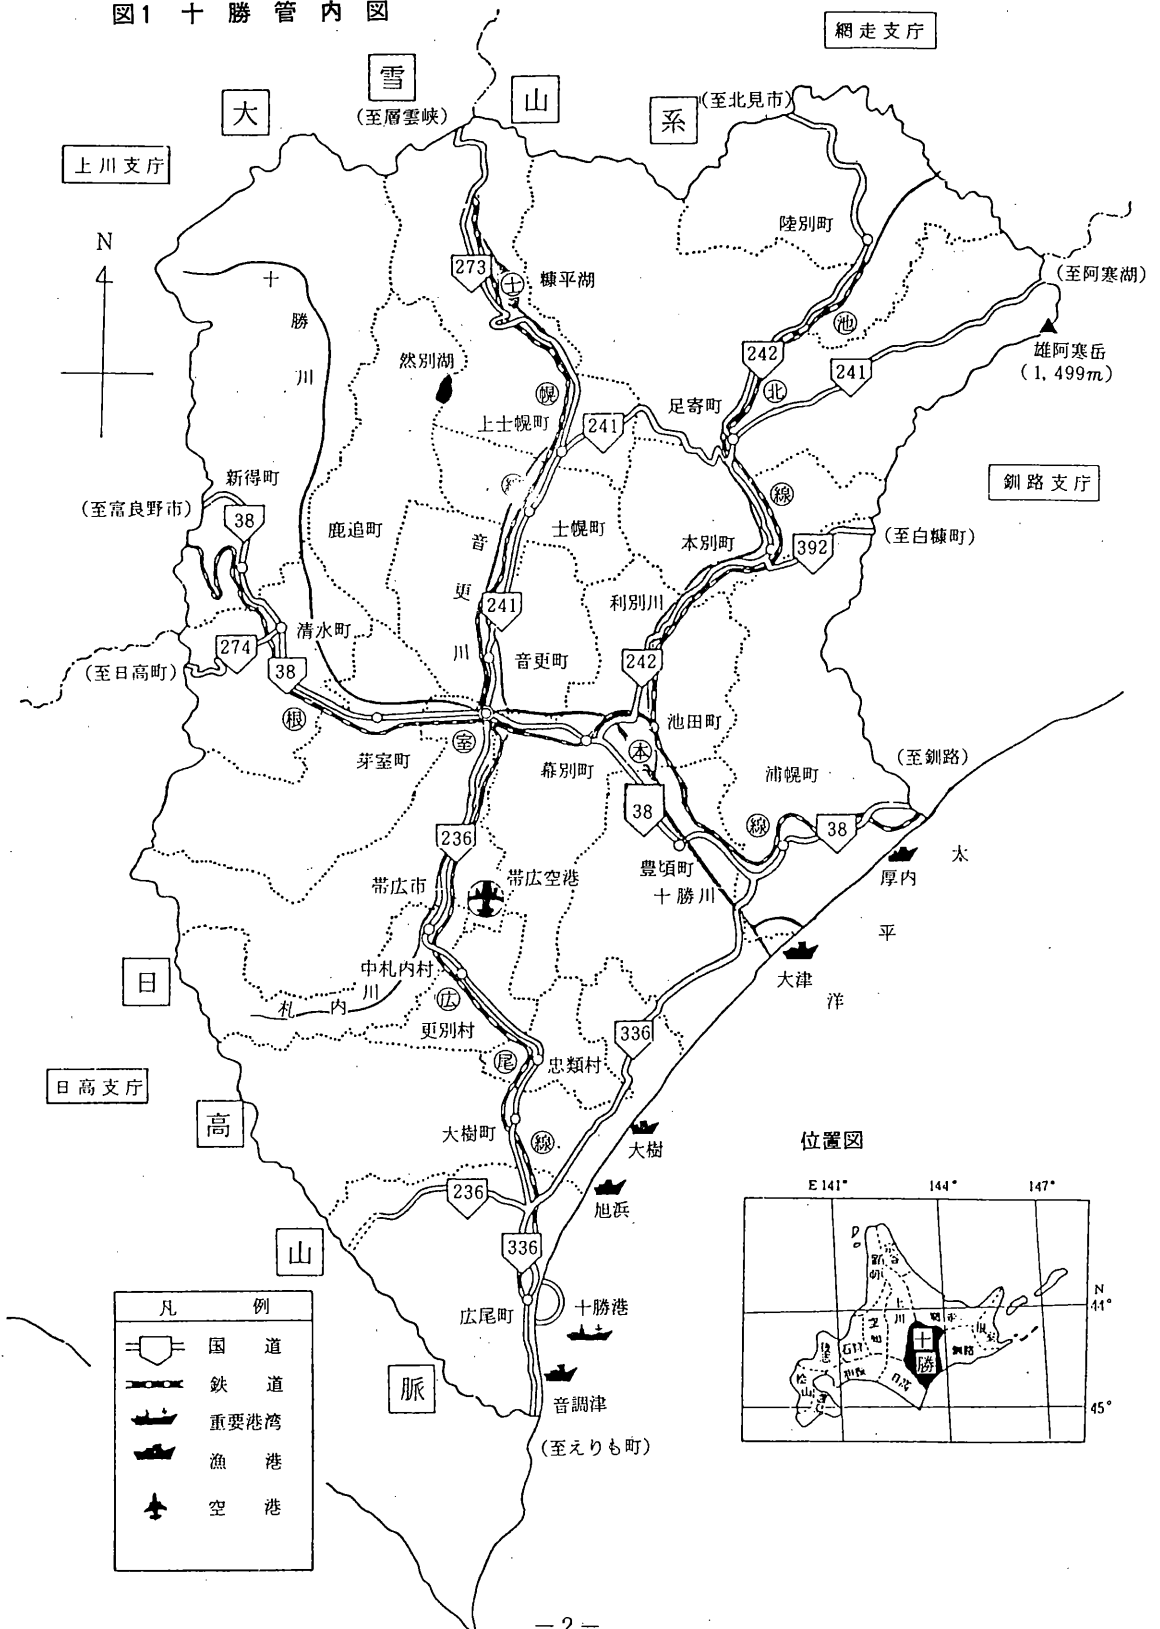 図1 十勝管内図
網走支庁
雪
山
大
系
(至北見市)
(至層雲峡)
上川支庁
陸別町
N
273
十
糠平湖
(至阿寒湖)
十
勝
川
池
雄阿寒岳
(1,499m)
242
241
然別湖
幌
北
足寄町
上士幌町
241
新得町
線
釧路支庁
(至富良野市)
38
鹿追町
音
士幌町
本別町
392
(至白糠町)
更
241
利別川
清水町
274
川
音更町
242
(至日高町)
38
根
室
池田町
芽室町
幕別町
本
浦幌町
(至釧路)
38
線
38
236
豊頃町
厚内
太
帯広市
帯広空港
十勝川
平
日
中札内村
大津
札
内
川
広
洋
更別村
336
尾
忠類村
日高支庁
高
大樹町
線
大樹
位置図
236
旭浜
E141°
144°
147°
山
336
N
44°
広尾町
十勝港
上川
十勝
釧路
石狩
日高
桧山
凡例
国道
鉄道
重要港湾
漁港
空港
脈
音調津
45°
(至えりも町)
—2—